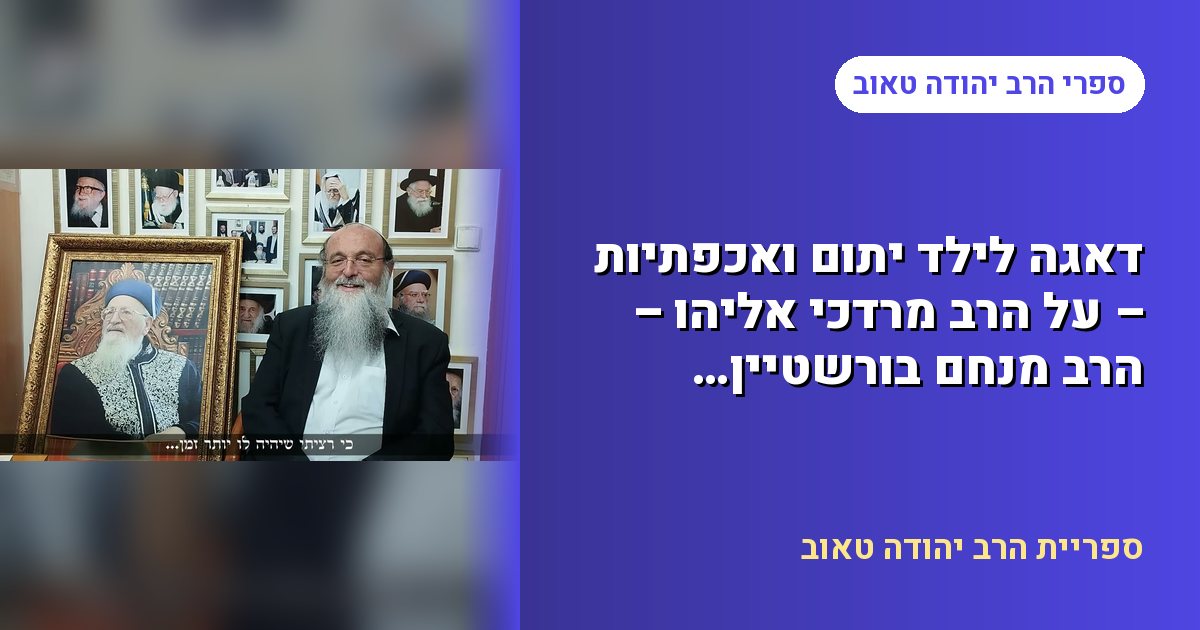 ספרי הרב יהודה טאוב
דאגה לילד יתום ואכפתיות
– על הרב מרדכי אליהו –
הרב מנחם בורשטיין...
כי רציתי שיהיה לו יותר זמן...
ספריית הרב יהודה טאוב